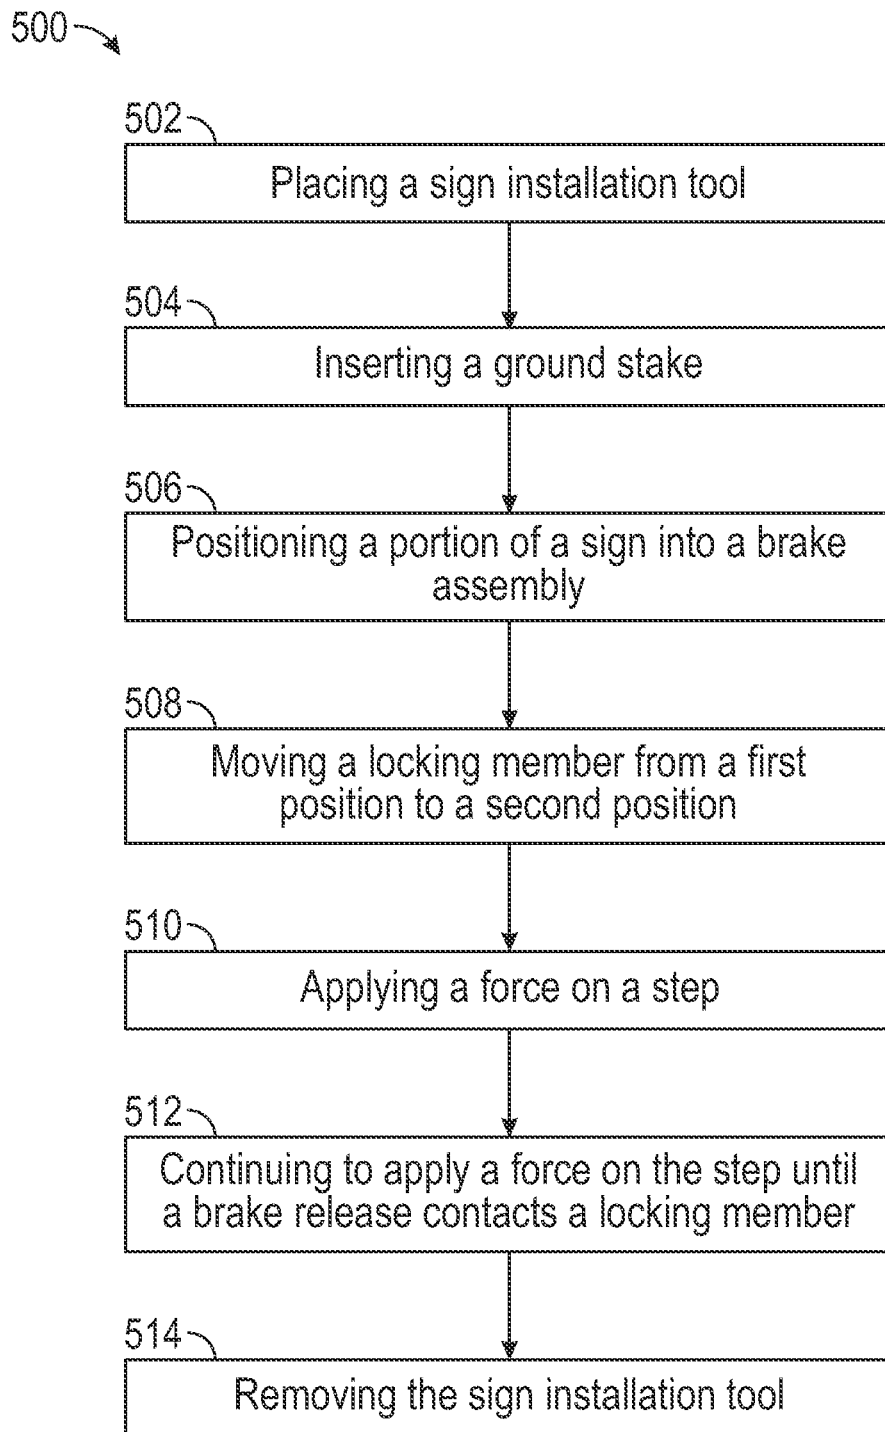 500
502
Placing a sign installation tool
504
Inserting a ground stake
506
Positioning a portion of a sign into a brake
assembly
508
Moving a locking member from a first
position to a second position
510
Applying a force on a step
512
Continuing to apply a force on the step until
a brake release contacts a locking member
514
Removing the sign installation tool